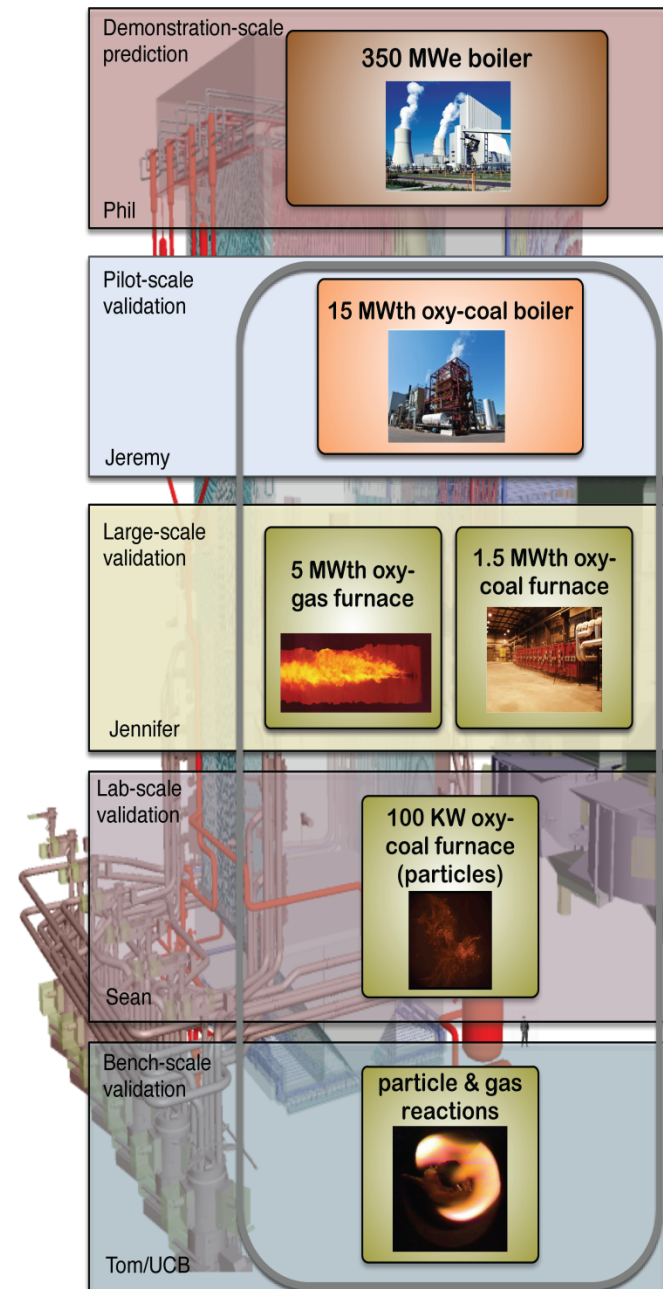 Demonstration-scale
prediction
350 MWe boiler
Phil
Pilot-scale
validation
15 MWth oxy-coal boiler
Jeremy
Large-scale
validation
5 MWth oxy-
gas furnace
1.5 MWth oxy-
coal furnace
Jennifer
Lab-scale
validation
100 KW oxy-
coal furnace
(particles)
Sean
Bench-scale
validation
particle & gas
reactions
Tom/UCB